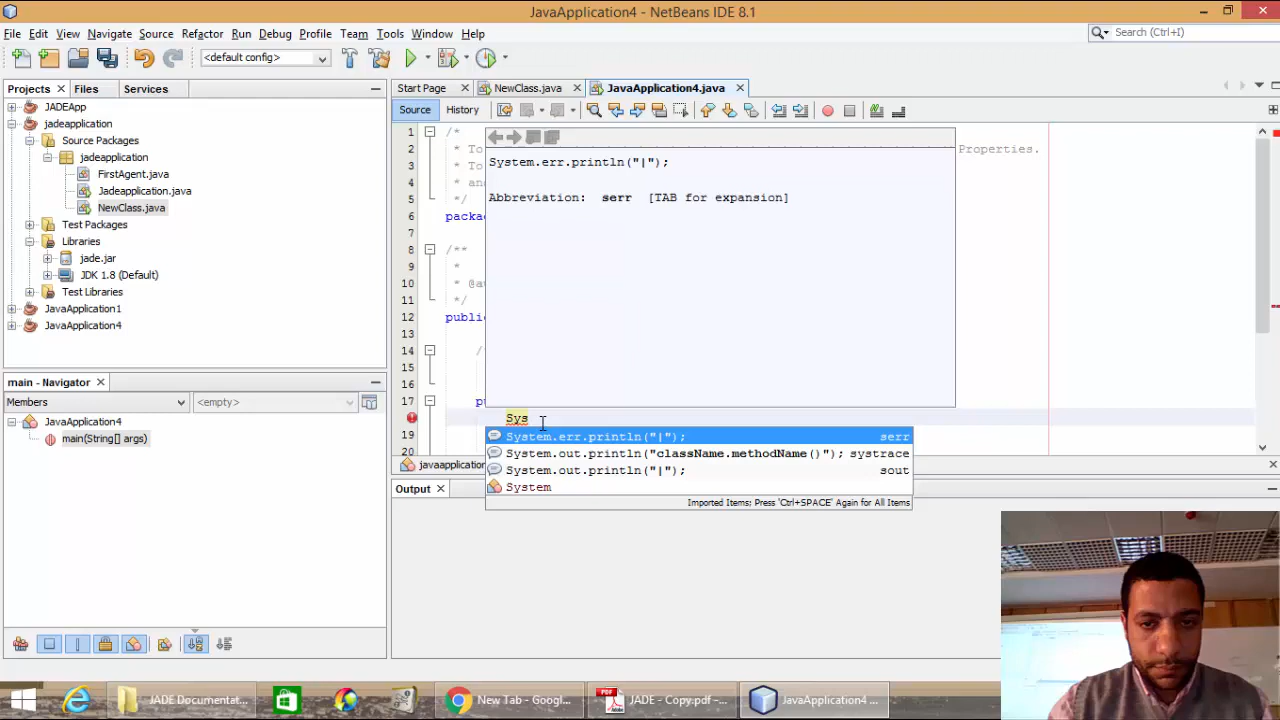 JavaApplication4 - NetBeans IDE 8.1
File Edit View Navigate Source Refactor Run Debug Profile Team Tools Window Help
Search (Ctrl+I)
<default config>
Projects Files Services
JADEApp
jadeapplication
Source Packages
jadeapplication
FirstAgent.java
Jadeapplication.java
NewClass.java
Test Packages
Libraries
jade.jar
JDK 1.8 (Default)
Test Libraries
JavaApplication1
JavaApplication4
main - Navigator
Members <empty>
JavaApplication4
main(String[] args)
Start Page NewClass.java JavaApplication4.java
Source History
1 /*
2 * To Properties.
3 * To
4 * an
5 */
6 packa
7
8 /**
9 *
10 * @au
11 */
12 publi
13
14 /
15
16
17 pu
Sys
19
20
System.err.println("|");
Abbreviation: serr [TAB for expansion]
System.err.println("|"); serr
System.out.println("className.methodName()"); systrace
System.out.println("|"); sout
System
Imported Items; Press 'Ctrl+SPACE' Again for All Items
javaapplication
Output
JADE Documentat...
New Tab - Googl...
JADE - Copy.pdf -...
JavaApplication4 ...